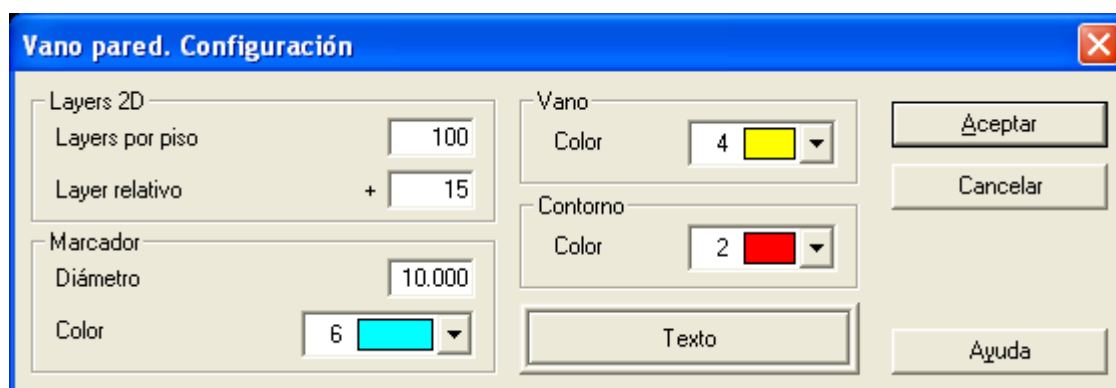 Vano pared. Configuración
Layers 2D
Layers por piso 100
Layer relativo + 15
Marcador
Diámetro 10.000
Color 6
Vano
Color 4
Contorno
Color 2
Texto
Aceptar
Cancelar
Ayuda